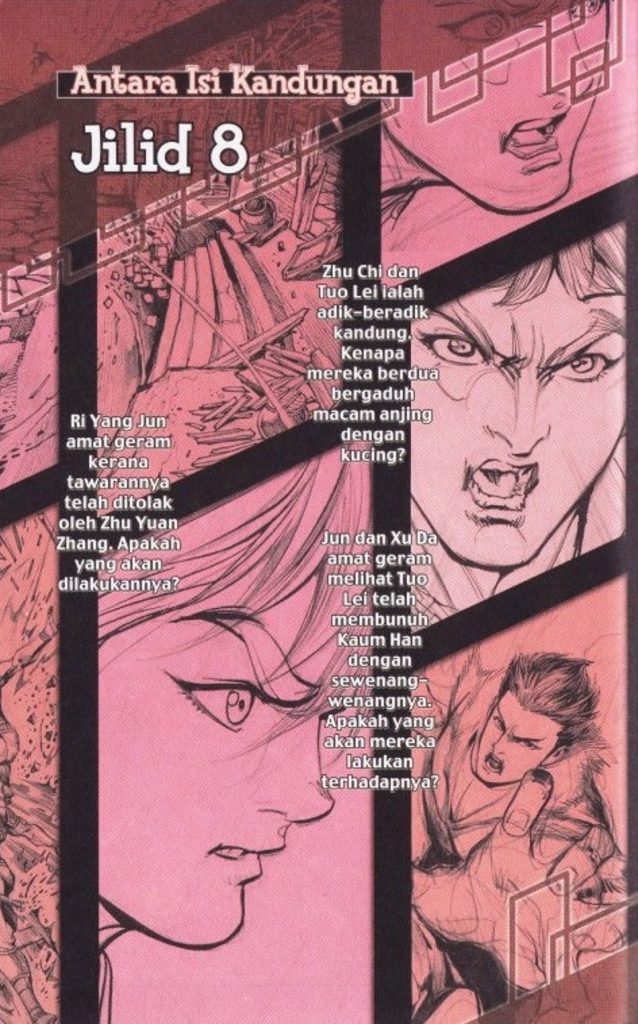 Antara Isi Kandungan
Jilid 8
Zhu Chi dan
Tuo Lei ialah
adik-beradik
kandung.
Kenapa
mereka berdua
bergaduh
macam anjing
dengan
kucing?
Ri Yang Jun
amat geram
kerana
tawarannya
telah ditolak
oleh Zhu Yuan
Zhang. Apakah
yang akan
dilakukannya?
Jun dan Xu Da
amat geram
melihat Tuo
Lei telah
membunuh
Kaum Han
dengan
sewenang-
wenangnya.
Apakah yang
akan mereka
lakukan
terhadapnya?